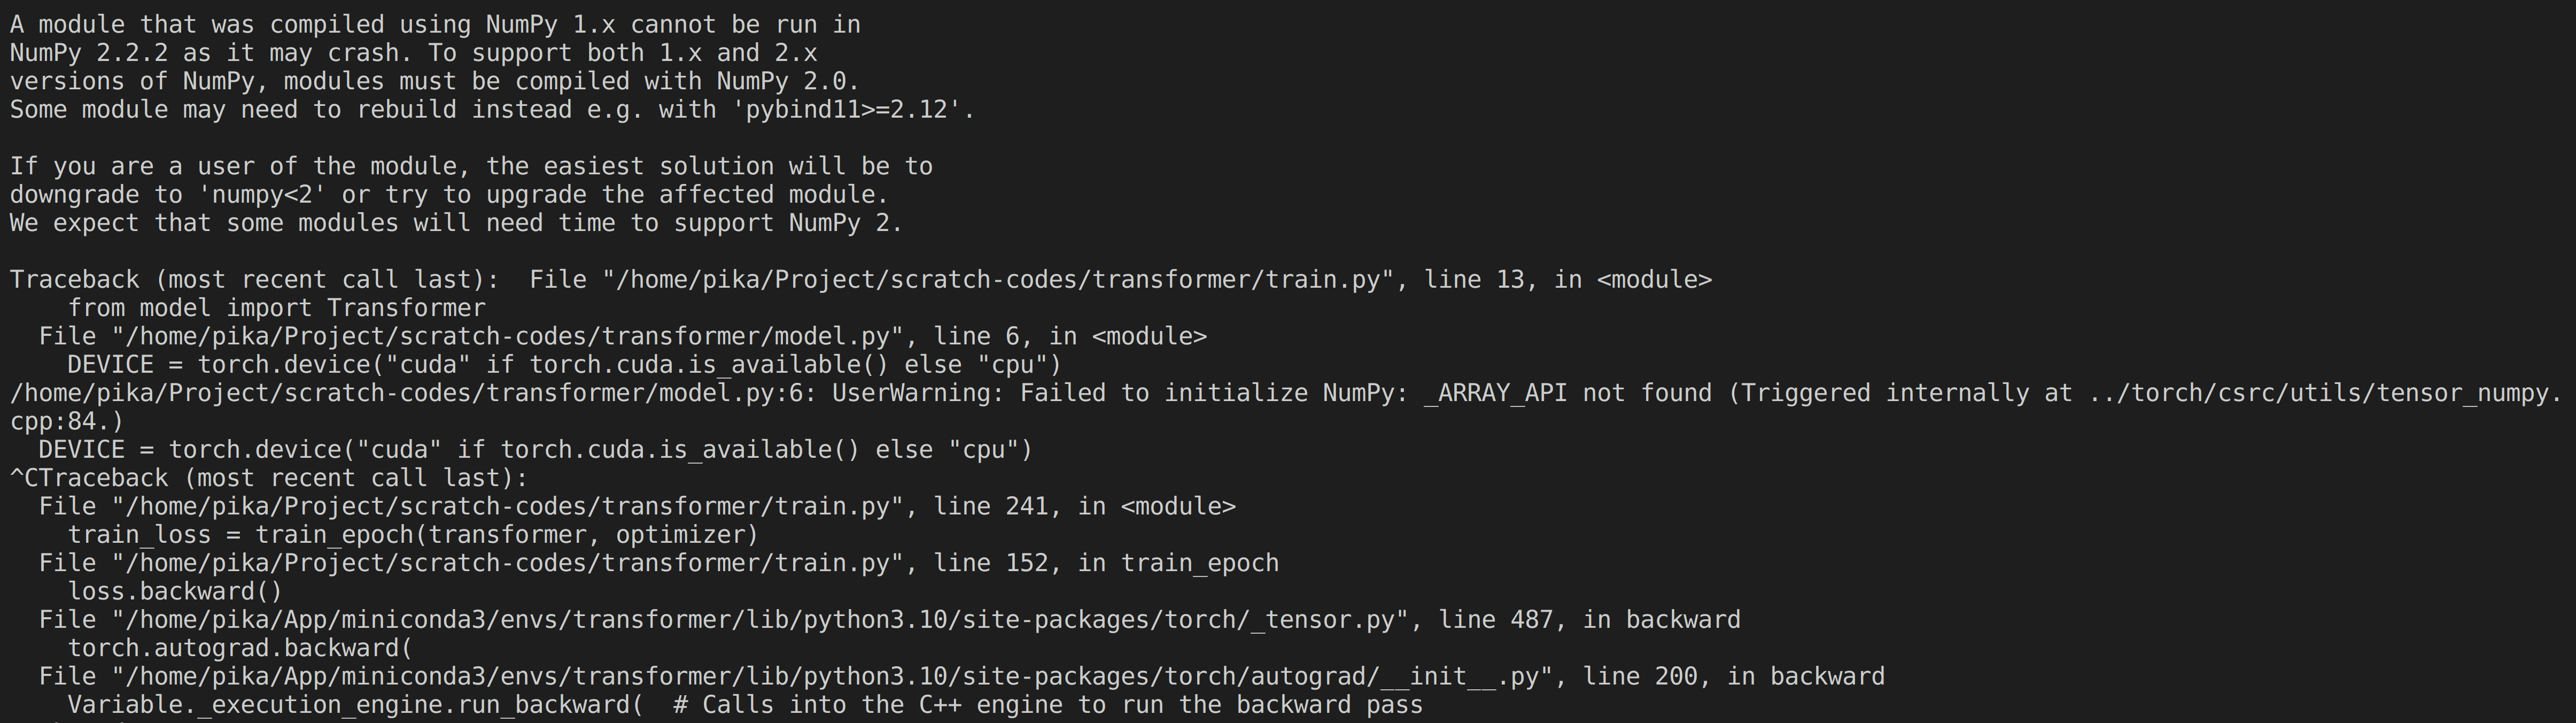 A module that was compiled using NumPy 1.x cannot be run in
NumPy 2.2.2 as it may crash. To support both 1.x and 2.x
versions of NumPy, modules must be compiled with NumPy 2.0.
Some module may need to rebuild instead e.g. with 'pybind11>=2.12'.

If you are a user of the module, the easiest solution will be to
downgrade to 'numpy<2' or try to upgrade the affected module.
We expect that some modules will need time to support NumPy 2.

Traceback (most recent call last):  File "/home/pika/Project/scratch-codes/transformer/train.py", line 13, in <module>
    from model import Transformer
  File "/home/pika/Project/scratch-codes/transformer/model.py", line 6, in <module>
    DEVICE = torch.device("cuda" if torch.cuda.is_available() else "cpu")
/home/pika/Project/scratch-codes/transformer/model.py:6: UserWarning: Failed to initialize NumPy: _ARRAY_API not found (Triggered internally at ../torch/csrc/utils/tensor_numpy.
cpp:84.)
  DEVICE = torch.device("cuda" if torch.cuda.is_available() else "cpu")
^CTraceback (most recent call last):
  File "/home/pika/Project/scratch-codes/transformer/train.py", line 241, in <module>
    train_loss = train_epoch(transformer, optimizer)
  File "/home/pika/Project/scratch-codes/transformer/train.py", line 152, in train_epoch
    loss.backward()
  File "/home/pika/App/miniconda3/envs/transformer/lib/python3.10/site-packages/torch/_tensor.py", line 487, in backward
    torch.autograd.backward(
  File "/home/pika/App/miniconda3/envs/transformer/lib/python3.10/site-packages/torch/autograd/__init__.py", line 200, in backward
    Variable._execution_engine.run_backward(  # Calls into the C++ engine to run the backward pass